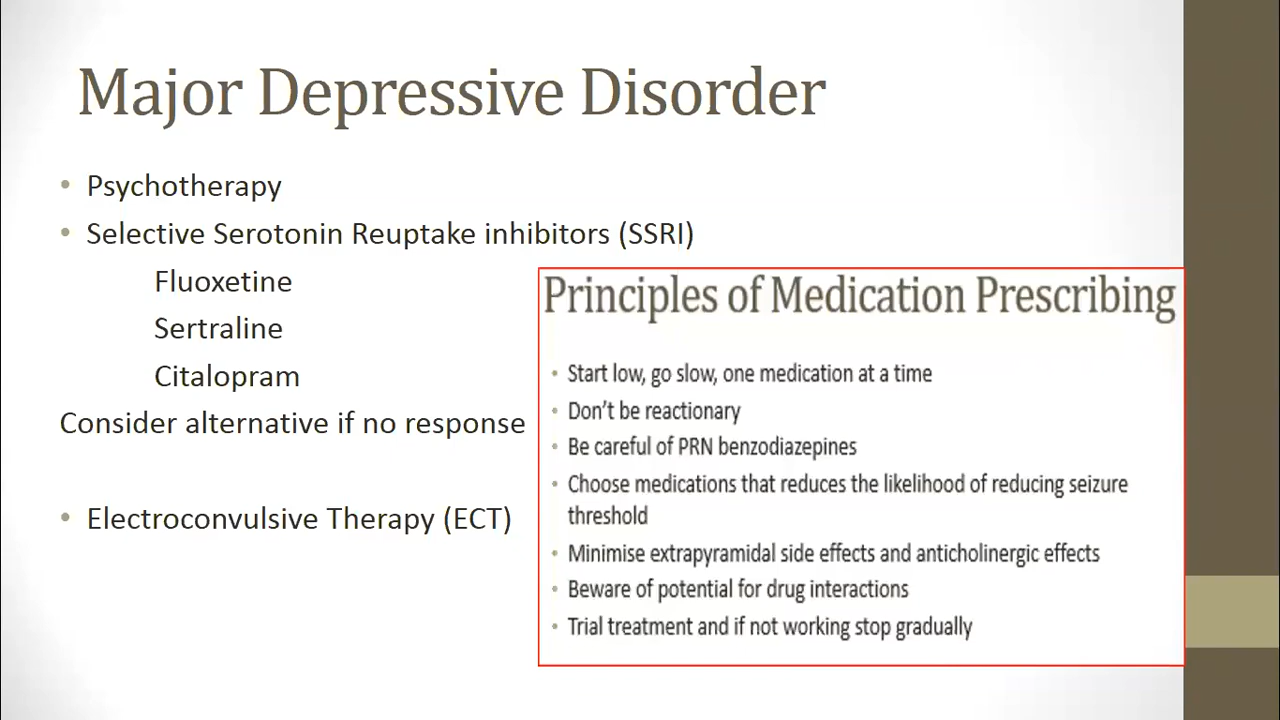 Major Depressive Disorder
• Psychotherapy
• Selective Serotonin Reuptake inhibitors (SSRI)
Fluoxetine
Sertraline
Citalopram
Consider alternative if no response
• Electroconvulsive Therapy (ECT)
Principles of Medication Prescribing
• Start low, go slow, one medication at a time
• Don't be reactionary
• Be careful of PRN benzodiazepines
• Choose medications that reduces the likelihood of reducing seizure
threshold
• Minimise extrapyramidal side effects and anticholinergic effects
• Beware of potential for drug interactions
• Trial treatment and if not working stop gradually